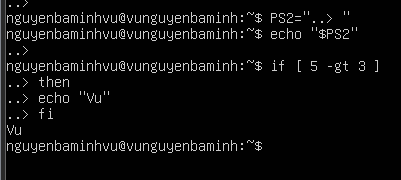 ..>
nguyenbaminhvu@vunguyenbaminh:~$ PS2="..> "
nguyenbaminhvu@vunguyenbaminh:~$ echo "$PS2"
..>
nguyenbaminhvu@vunguyenbaminh:~$ if [ 5 -gt 3 ]
..> then
..> echo "Vu"
..> fi
Vu
nguyenbaminhvu@vunguyenbaminh:~$